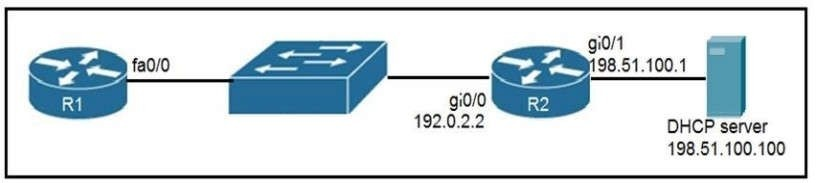 R1
fa0/0
gi0/0
192.0.2.2
R2
gi0/1
198.51.100.1
DHCP server
198.51.100.100